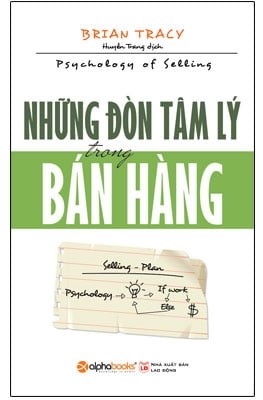 BRIAN TRACY
Huyền Trang dịch
Psychology of Selling
NHỮNG ĐÒN TÂM LÝ
trong
BÁN HÀNG
Selling - Plan
Psychology → If work
Else $
alphabooks
NHÀ XUẤT BẢN
LAO ĐỘNG